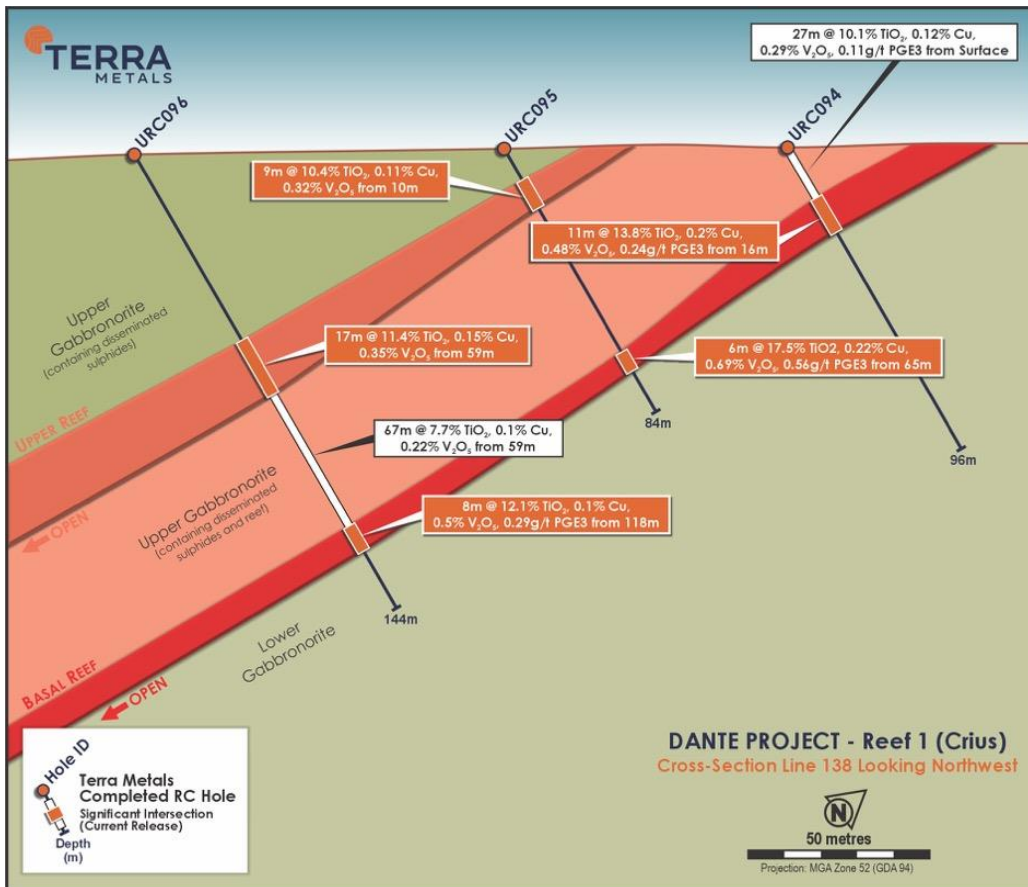 TERRA
METALS
27m @ 10.1% TiO₂, 0.12% Cu,
0.29% V₂O₅, 0.11g/t PGE3 from Surface
URC096
URC095
URC094
9m @ 10.4% TiO₂, 0.11% Cu,
0.32% V₂O₅ from 10m
11m @ 13.8% TiO₂, 0.2% Cu,
0.48% V₂O₅, 0.24g/t PGE3 from 16m
Upper
Gabbronorite
(containing disseminated
sulphides)
17m @ 11.4% TiO₂, 0.15% Cu,
0.35% V₂O₅ from 59m
6m @ 17.5% TiO2, 0.22% Cu,
0.69% V₂O₅, 0.56g/t PGE3 from 65m
UPPER REEF
67m @ 7.7% TiO₂, 0.1% Cu,
0.22% V₂O₅ from 59m
84m
96m
OPEN
Upper Gabbronorite
(containing disseminated
sulphides and reef)
8m @ 12.1% TiO₂, 0.1% Cu,
0.5% V₂O₅, 0.29g/t PGE3 from 118m
144m
Lower
Gabbronorite
BASAL REEF
OPEN
Hole ID
Terra Metals
Completed RC Hole
Significant Intersection
(Current Release)
Depth
(m)
DANTE PROJECT - Reef 1 (Crius)
Cross-Section Line 138 Looking Northwest
N
50 metres
Projection: MGA Zone 52 (GDA 94)